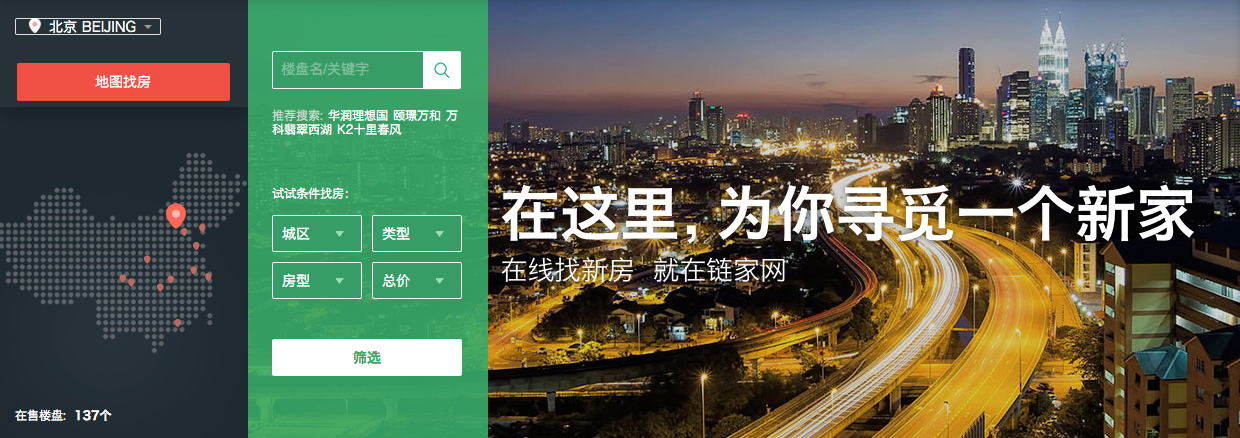 北京 BEIJING
地图找房
在售楼盘: 137个
楼盘名/关键字
推荐搜索: 华润理想国 颐璟万和 万
科翡翠西湖 K2十里春风
试试条件找房:
城区 类型
房型 总价
筛选
在这里, 为你寻觅一个新家
在线找新房 就在链家网